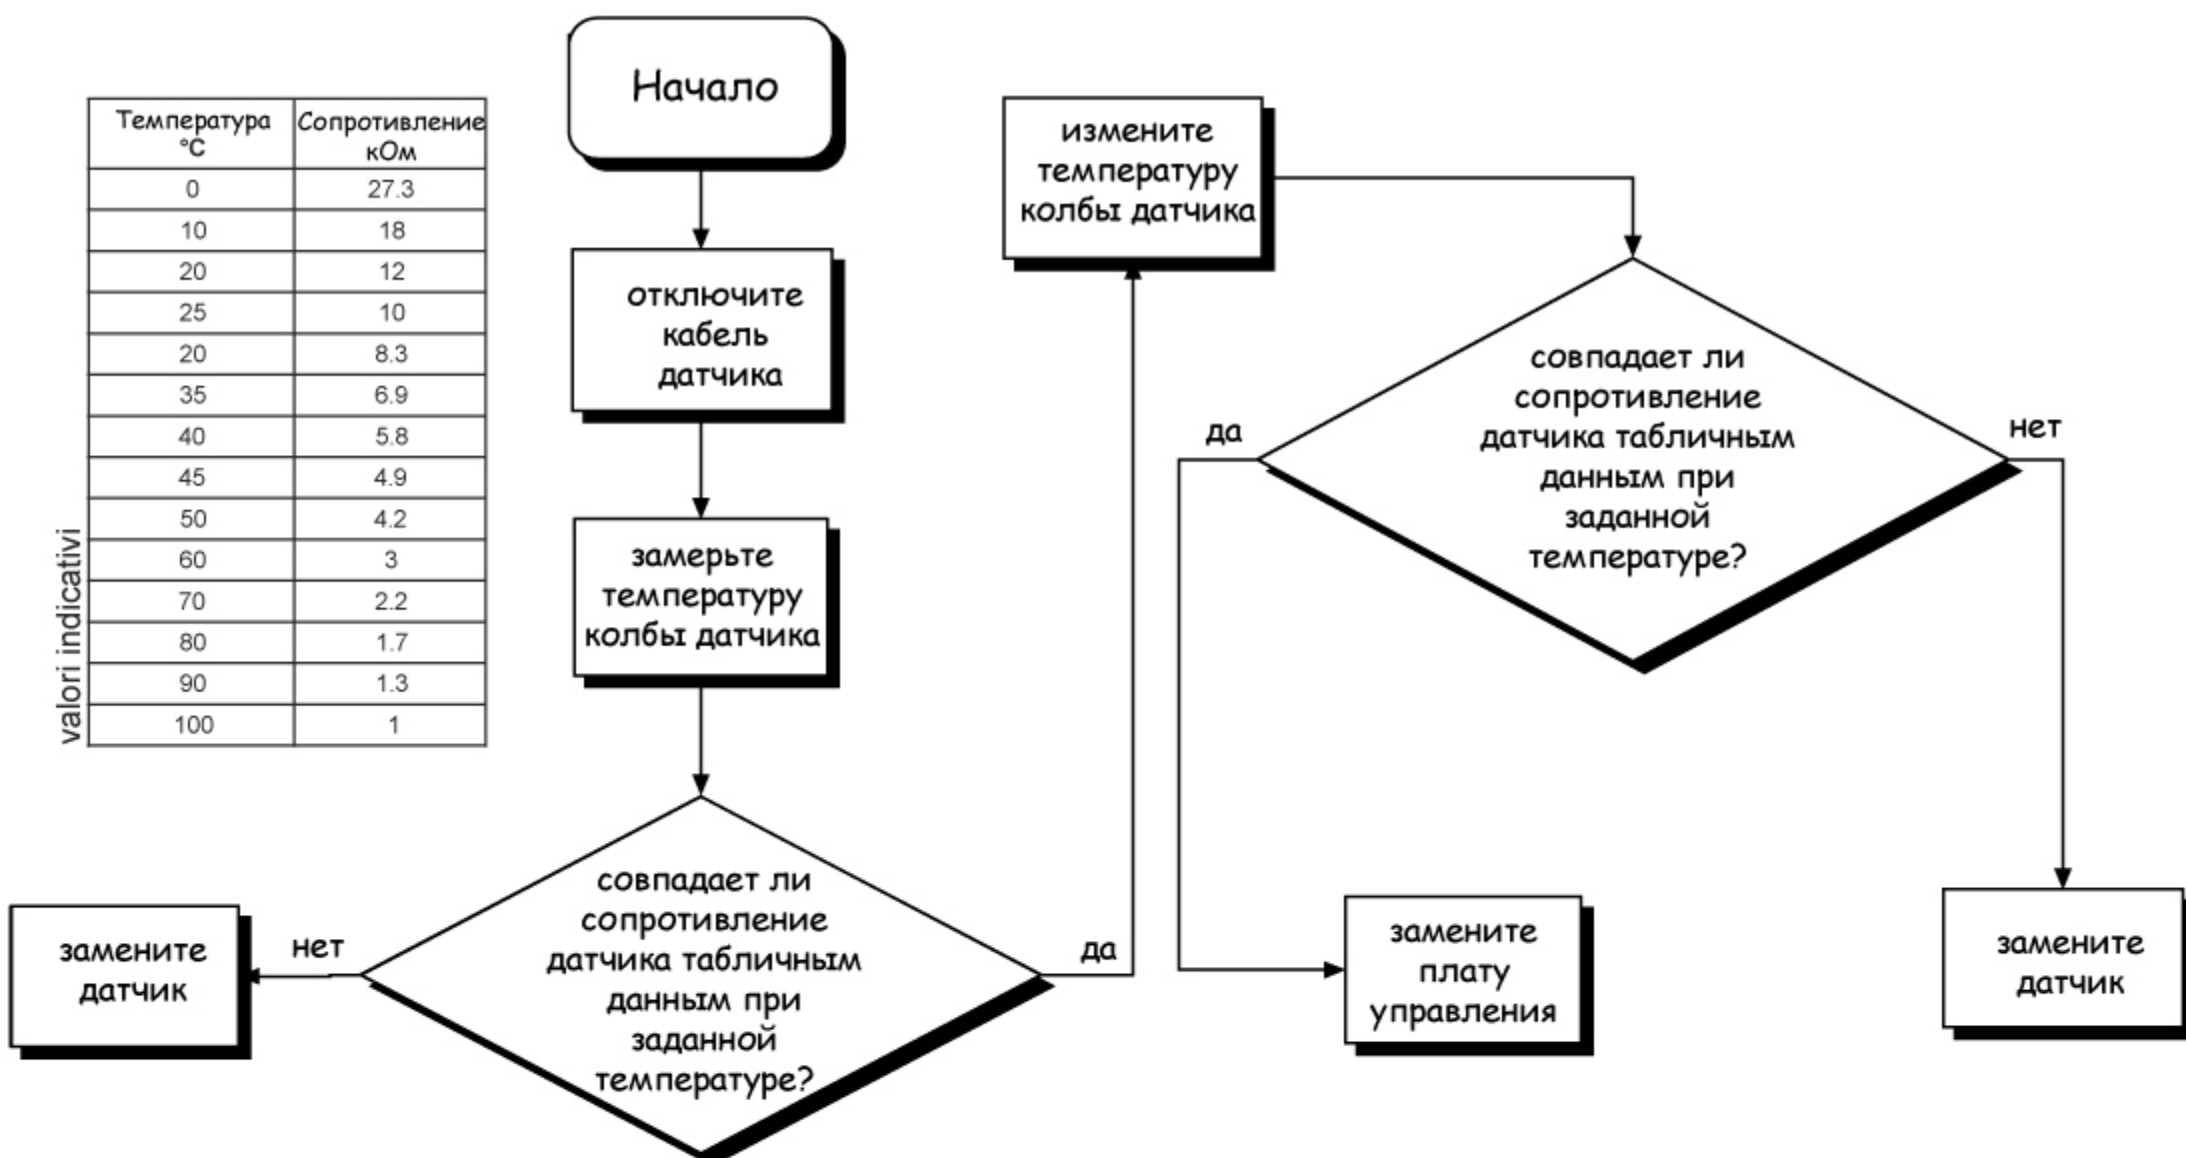 Температура Сопротивление
°C кОм
0 27.3
10 18
20 12
25 10
20 8.3
35 6.9
40 5.8
45 4.9
50 4.2
60 3
70 2.2
80 1.7
90 1.3
100 1
valori indicativi
Начало
отключите
кабель
датчика
замерьте
температуру
колбы датчика
совпадает ли
сопротивление
датчика табличным
данным при
заданной
температуре?
нет
замените
датчик
да
измените
температуру
колбы датчика
совпадает ли
сопротивление
датчика табличным
данным при
заданной
температуре?
да
замените
плату
управления
нет
замените
датчик